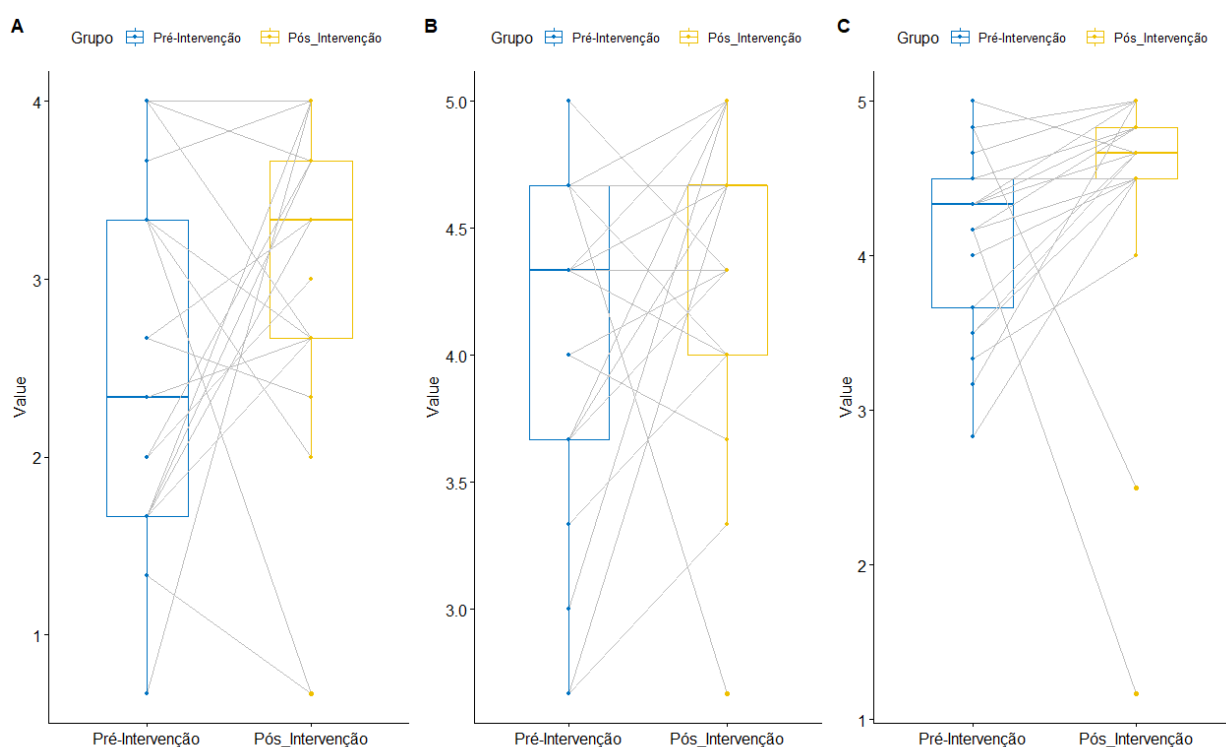 A
Grupo Pré-Intervenção Pós_Intervenção
4
3
2
1
Value
Pré-Intervenção Pós_Intervenção
B
Grupo Pré-Intervenção Pós_Intervenção
5.0
4.5
4.0
3.5
3.0
Value
Pré-Intervenção Pós_Intervenção
C
Grupo Pré-Intervenção Pós_Intervenção
5
4
3
2
1
Value
Pré-Intervenção Pós_Intervenção